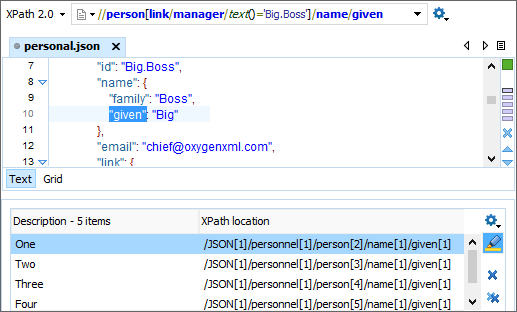 XPath 2.0 //person[link/manager/text()='Big.Boss']/name/given
personal.json
7 "id": "Big.Boss",
8 "name": {
9 "family": "Boss",
10 "given": "Big"
11 },
12 "email": "chief@oxygenxml.com",
13 "link": {
Text Grid
Description - 5 items XPath location
One /JSON[1]/personnel[1]/person[2]/name[1]/given[1]
Two /JSON[1]/personnel[1]/person[3]/name[1]/given[1]
Three /JSON[1]/personnel[1]/person[4]/name[1]/given[1]
Four /JSON[1]/personnel[1]/person[5]/name[1]/given[1]